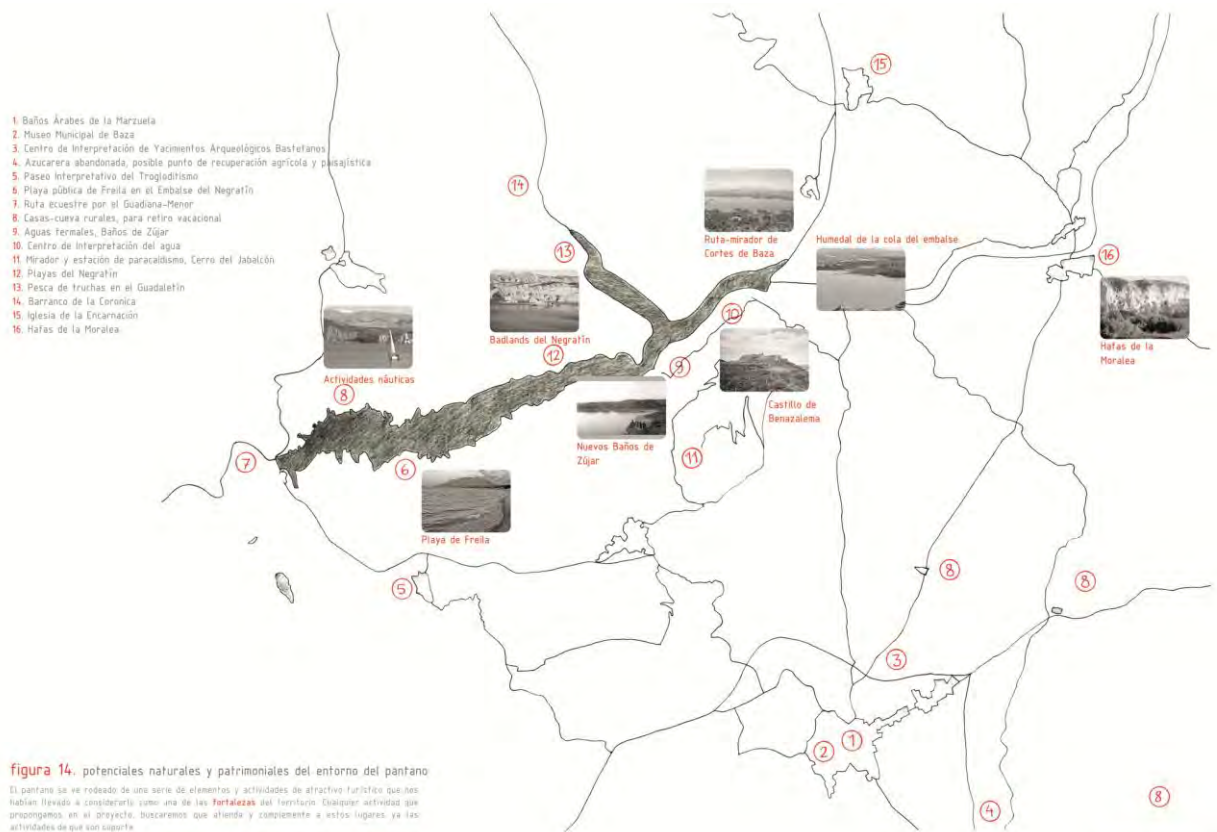 1. Baños Árabes de la Marzuela
2. Museo Municipal de Baza
3. Centro de Interpretación de Yacimientos Arqueológicos Bastetanos
4. Azucarera abandonada, posible punto de recuperación agrícola y paisajística
5. Paseo Interpretativo del Trogloditismo
6. Playa pública de Freila en el Embalse del Negratín
7. Ruta ecuestre por el Guadiana-Menor
8. Casas-cueva rurales, para retiro vacacional
9. Aguas termales, Baños de Zújar
10. Centro de Interpretación del agua
11. Mirador y estación de paracaidismo, Cerro del Jabalcón
12. Playas del Negratín
13. Pesca de truchas en el Guadaletín
14. Barranco de la Coronica
15. Iglesia de la Encarnación
16. Hafas de la Moralea
15
14
13
Ruta-mirador de
Cortes de Baza
Humedal de la cola del embalse
16
Hafas de la
Moralea
Badlands del Negratín
12
10
9
Actividades náuticas
8
Castillo de
Benazalema
Nuevos Baños de
Zújar
11
7
6
Playa de Freila
5
8
8
3
2
1
4
8
figura 14. potenciales naturales y patrimoniales del entorno del pantano
El pantano se ve rodeado de una serie de elementos y actividades de atractivo turístico que nos
habían llevado a considerarlo como una de las fortalezas del territorio. Cualquier actividad que
propongamos en el proyecto, buscaremos que atienda y complemente a estos lugares ya las
actividades de que son soporte